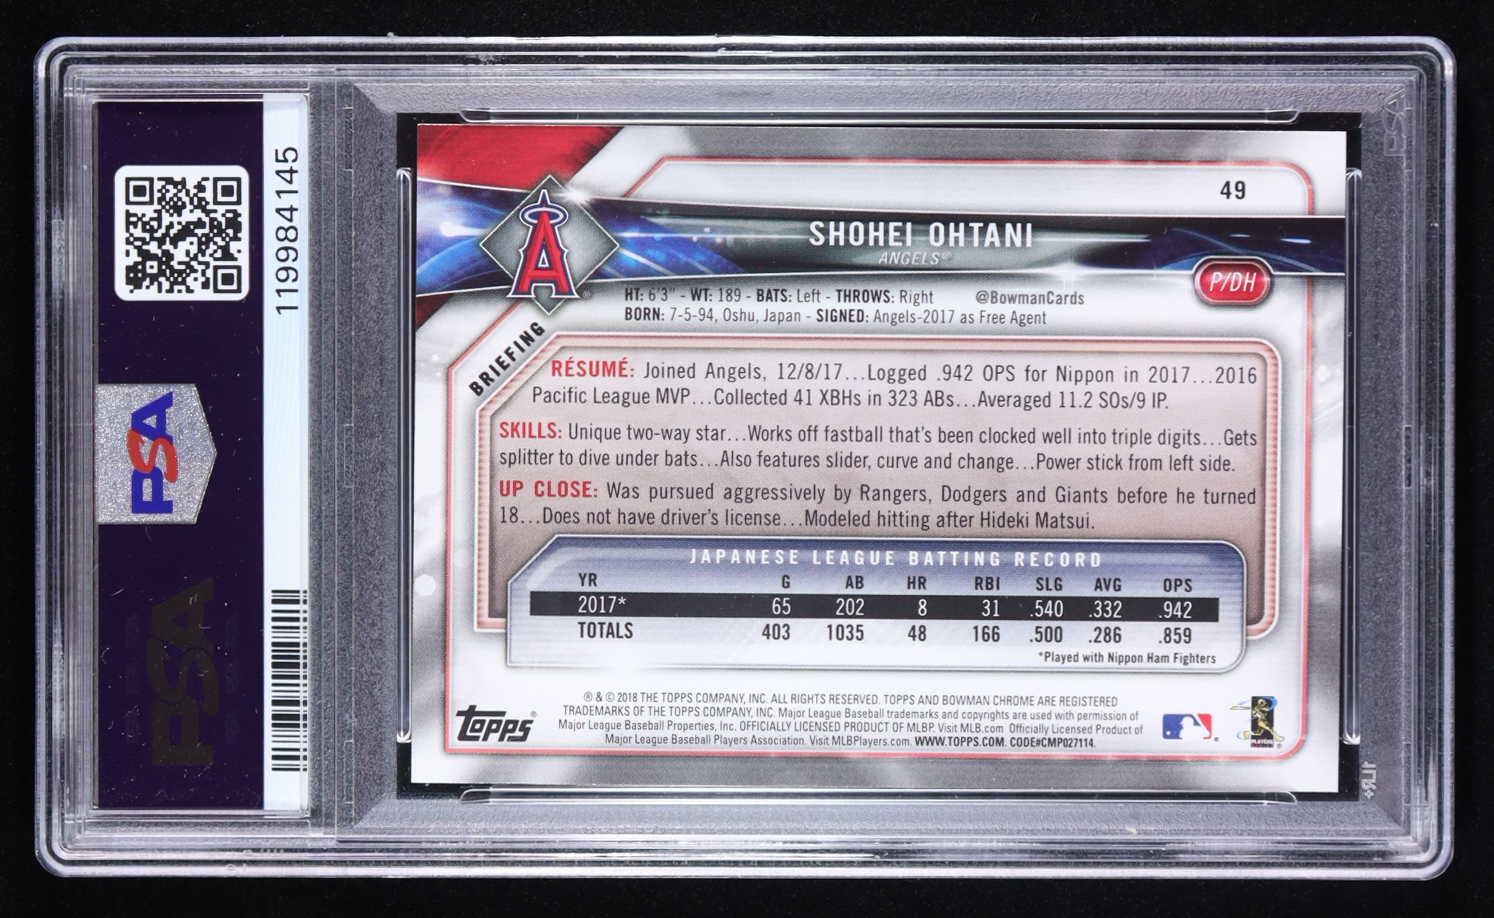 119984145
PSA
PSA
49
SHOHEI OHTANI
ANGELS®
P/DH
HT: 6'3" - WT: 189 - BATS: Left - THROWS: Right @BowmanCards
BORN: 7-5-94, Oshu, Japan - SIGNED: Angels-2017 as Free Agent
BRIEFING
RÉSUMÉ: Joined Angels, 12/8/17...Logged .942 OPS for Nippon in 2017...2016
Pacific League MVP...Collected 41 XBHs in 323 ABs...Averaged 11.2 SOs/9 IP.
SKILLS: Unique two-way star...Works off fastball that's been clocked well into triple digits...Gets
splitter to dive under bats...Also features slider, curve and change...Power stick from left side.
UP CLOSE: Was pursued aggressively by Rangers, Dodgers and Giants before he turned
18...Does not have driver's license...Modeled hitting after Hideki Matsui.
JAPANESE LEAGUE BATTING RECORD
YR G AB HR RBI SLG AVG OPS
2017* 65 202 8 31 .540 .332 .942
TOTALS 403 1035 48 166 .500 .286 .859
*Played with Nippon Ham Fighters
® & © 2018 THE TOPPS COMPANY, INC. ALL RIGHTS RESERVED. TOPPS AND BOWMAN CHROME ARE REGISTERED
TRADEMARKS OF THE TOPPS COMPANY, INC. Major League Baseball trademarks and copyrights are used with permission of
Major League Baseball Properties, Inc. OFFICIALLY LICENSED PRODUCT OF MLBP. Visit MLB.com Officially Licensed Product of
Major League Baseball Players Association. Visit MLBPlayers.com. WWW.TOPPS.COM. CODE#CMP027114.
topps®